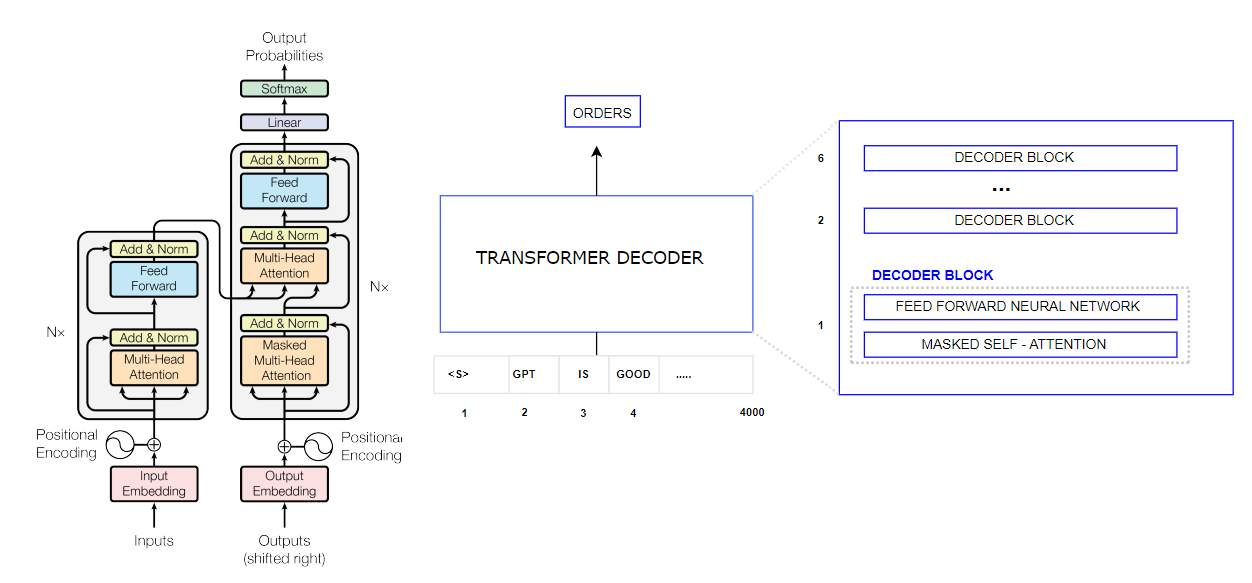 Output
Probabilities
Softmax
Linear
Add & Norm
Feed
Forward
Add & Norm
Multi-Head
Attention
Add & Norm
Masked
Multi-Head
Attention
Nx
Add & Norm
Feed
Forward
Add & Norm
Multi-Head
Attention
Nx
Positional
Encoding
Positional
Encoding
Input
Embedding
Output
Embedding
Inputs
Outputs
(shifted right)
ORDERS
TRANSFORMER DECODER
<S> GPT IS GOOD .....
1 2 3 4 4000
6 DECODER BLOCK
...
2 DECODER BLOCK
DECODER BLOCK
FEED FORWARD NEURAL NETWORK
1
MASKED SELF - ATTENTION